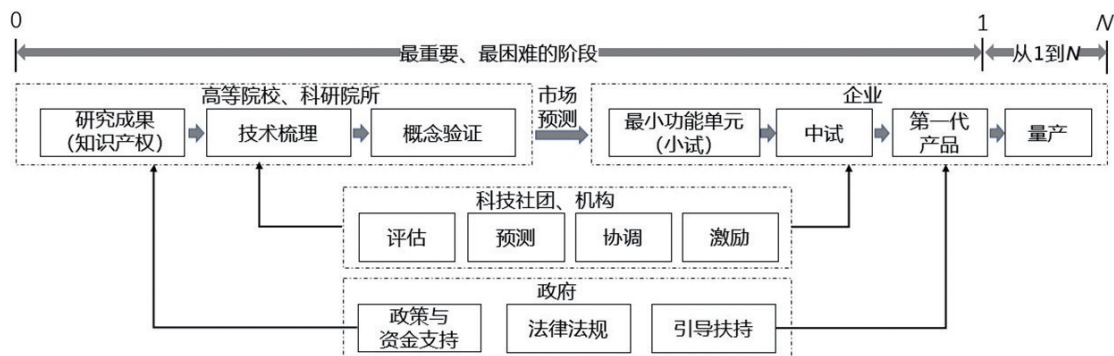 0 1 N
最重要、最困难的阶段 从1到N
高等院校、科研院所
研究成果
(知识产权)
技术梳理
概念验证
市场
预测
企业
最小功能单元
(小试)
中试
第一代
产品
量产
科技社团、机构
评估
预测
协调
激励
政府
政策与
资金支持
法律法规
引导扶持